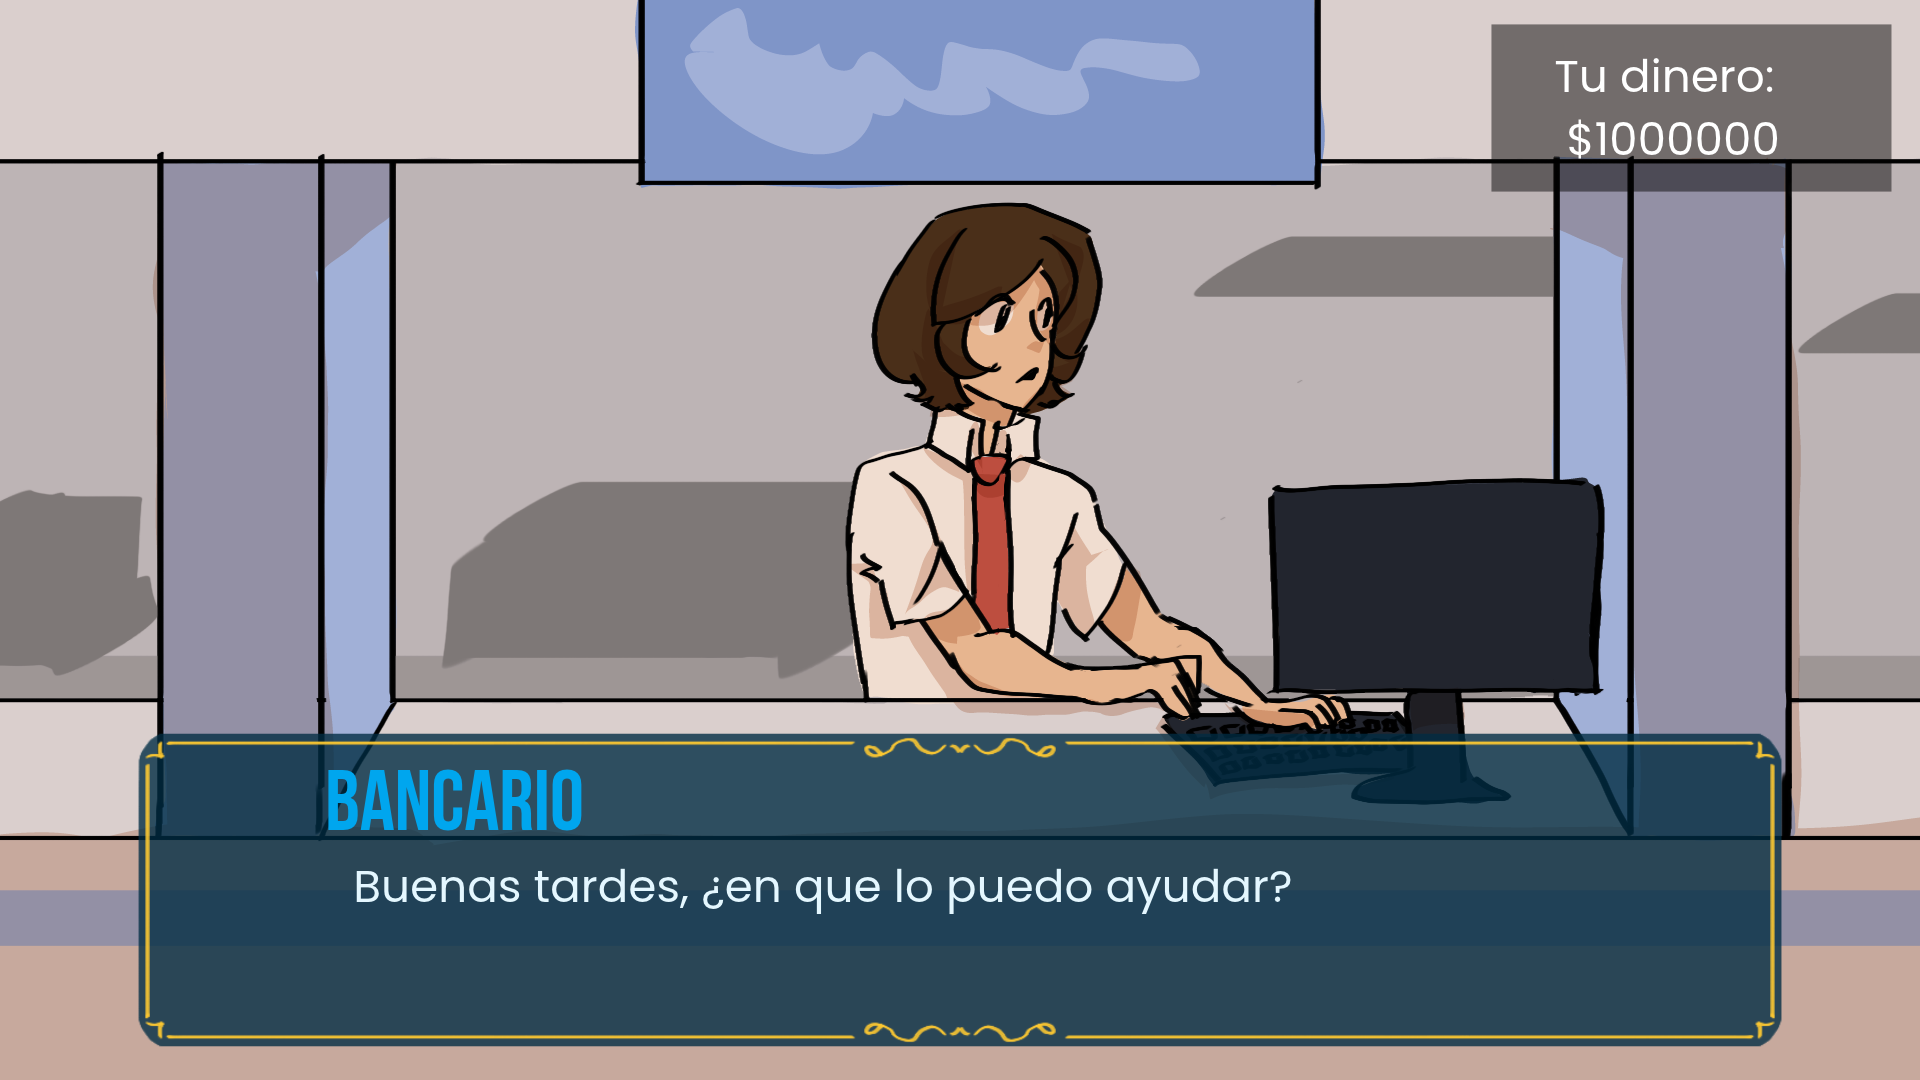 Tu dinero:
$1000000
BANCARIO
Buenas tardes, ¿en que lo puedo ayudar?